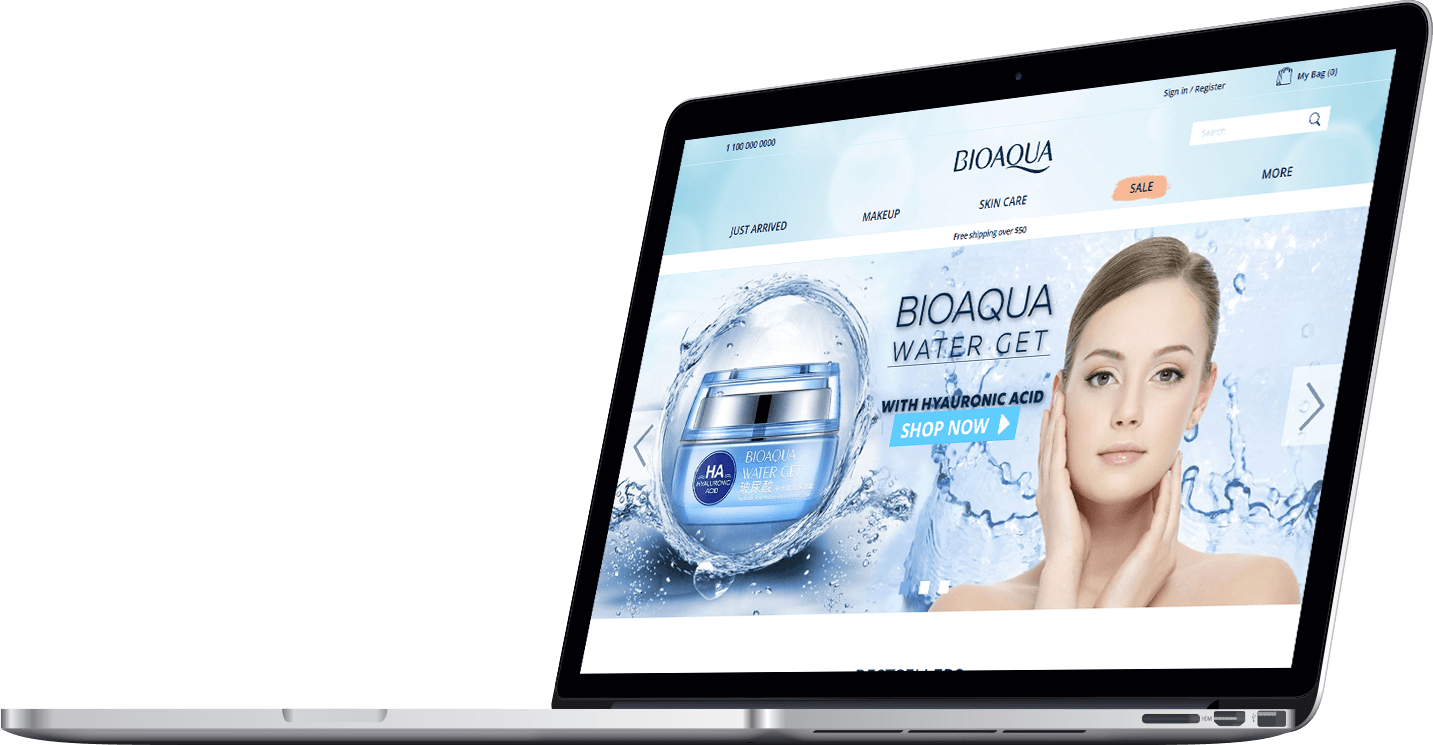 1 100 000 0000
Sign in / Register
My Bag (0)
Search
BIOAQUA
JUST ARRIVED
MAKEUP
SKIN CARE
SALE
MORE
Free shipping over $50
BIOAQUA
WATER GET
WITH HYAURONIC ACID
SHOP NOW
HA
HYALURONIC
ACID
BIOAQUA
WATER GET
玻尿酸
BESTSELLERS
HDMI